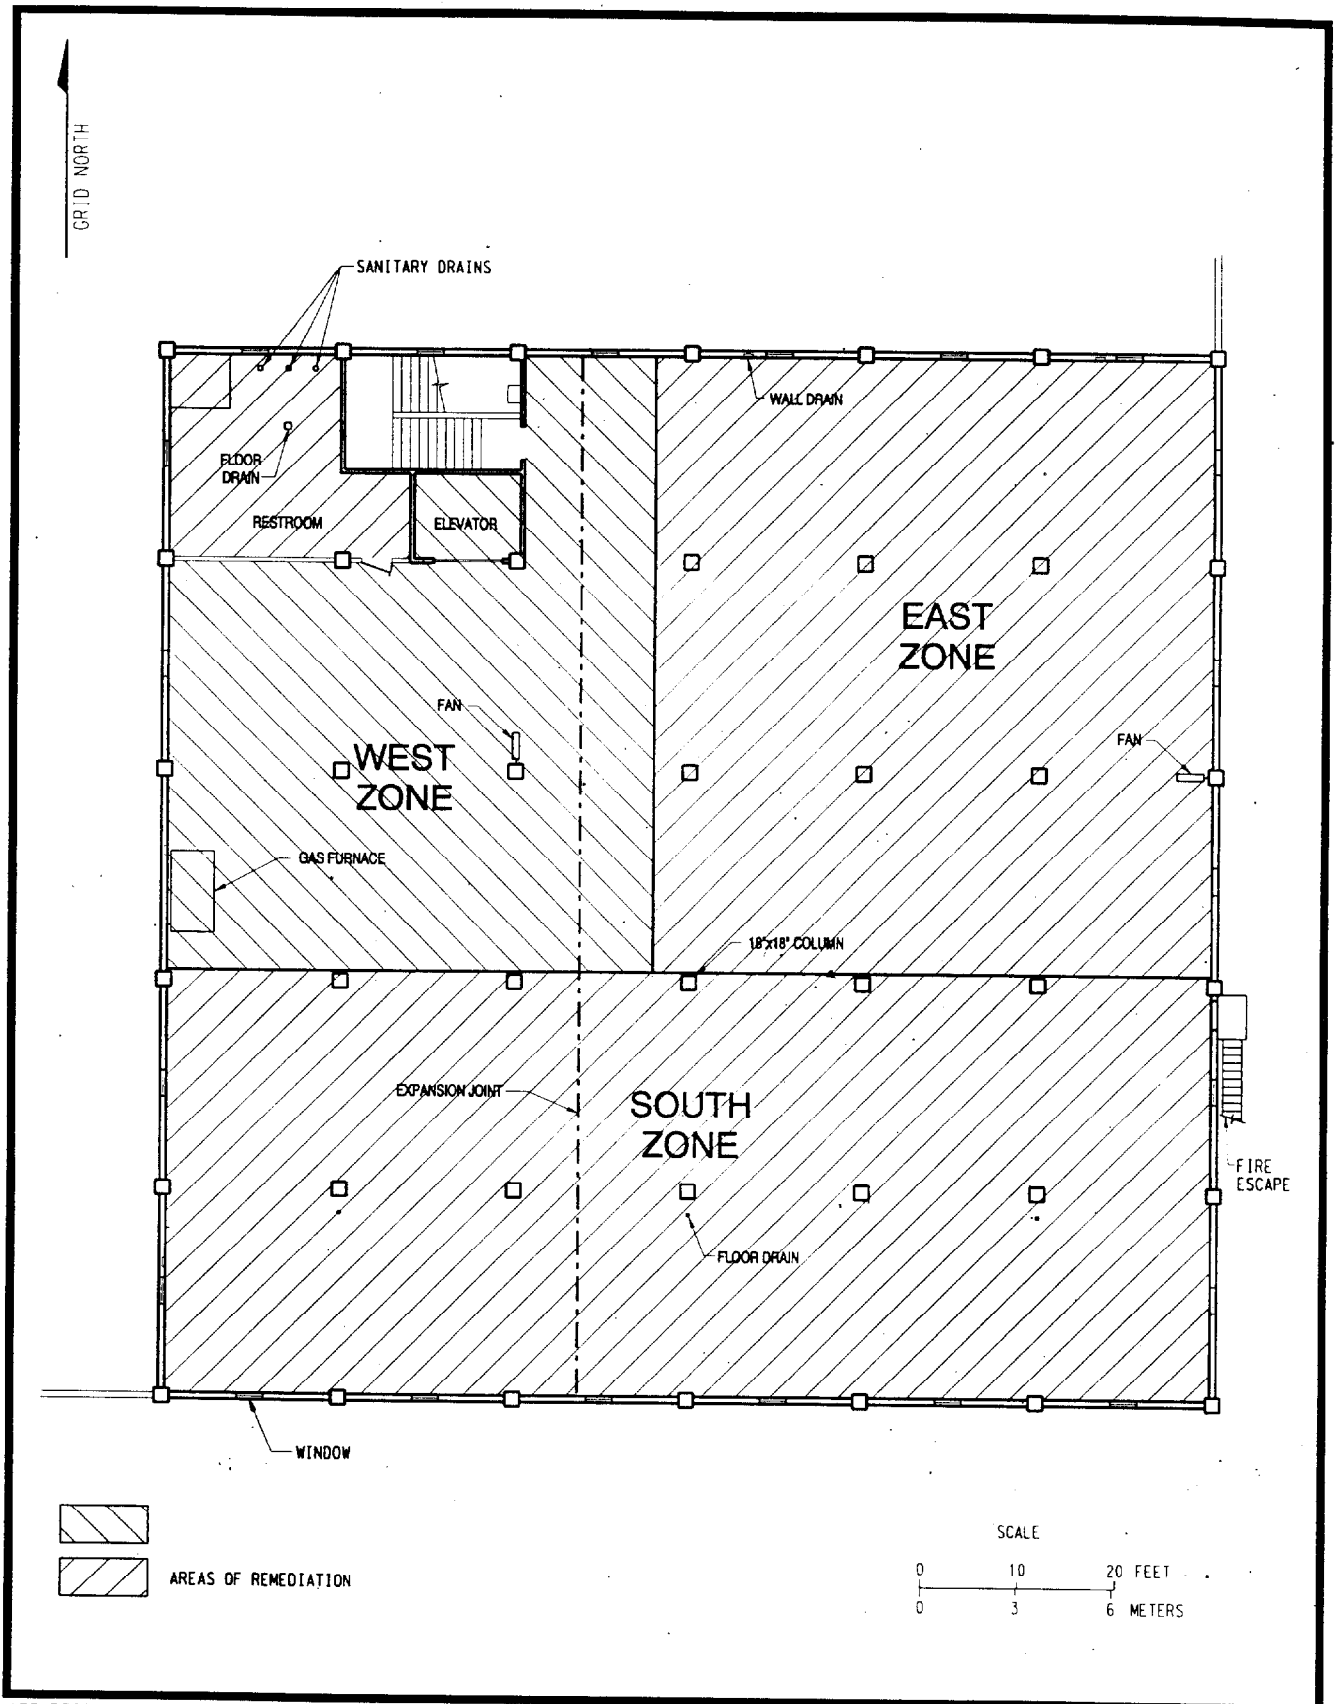 GRID NORTH
SANITARY DRAINS
WALL DRAIN
FLOOR
DRAIN
RESTROOM
ELEVATOR
EAST
ZONE
FAN
WEST
ZONE
FAN
GAS FURNACE
18"x18" COLUMN
EXPANSION JOINT
SOUTH
ZONE
FIRE
ESCAPE
FLOOR DRAIN
WINDOW
AREAS OF REMEDIATION
SCALE
0 10 20 FEET
0 3 6 METERS